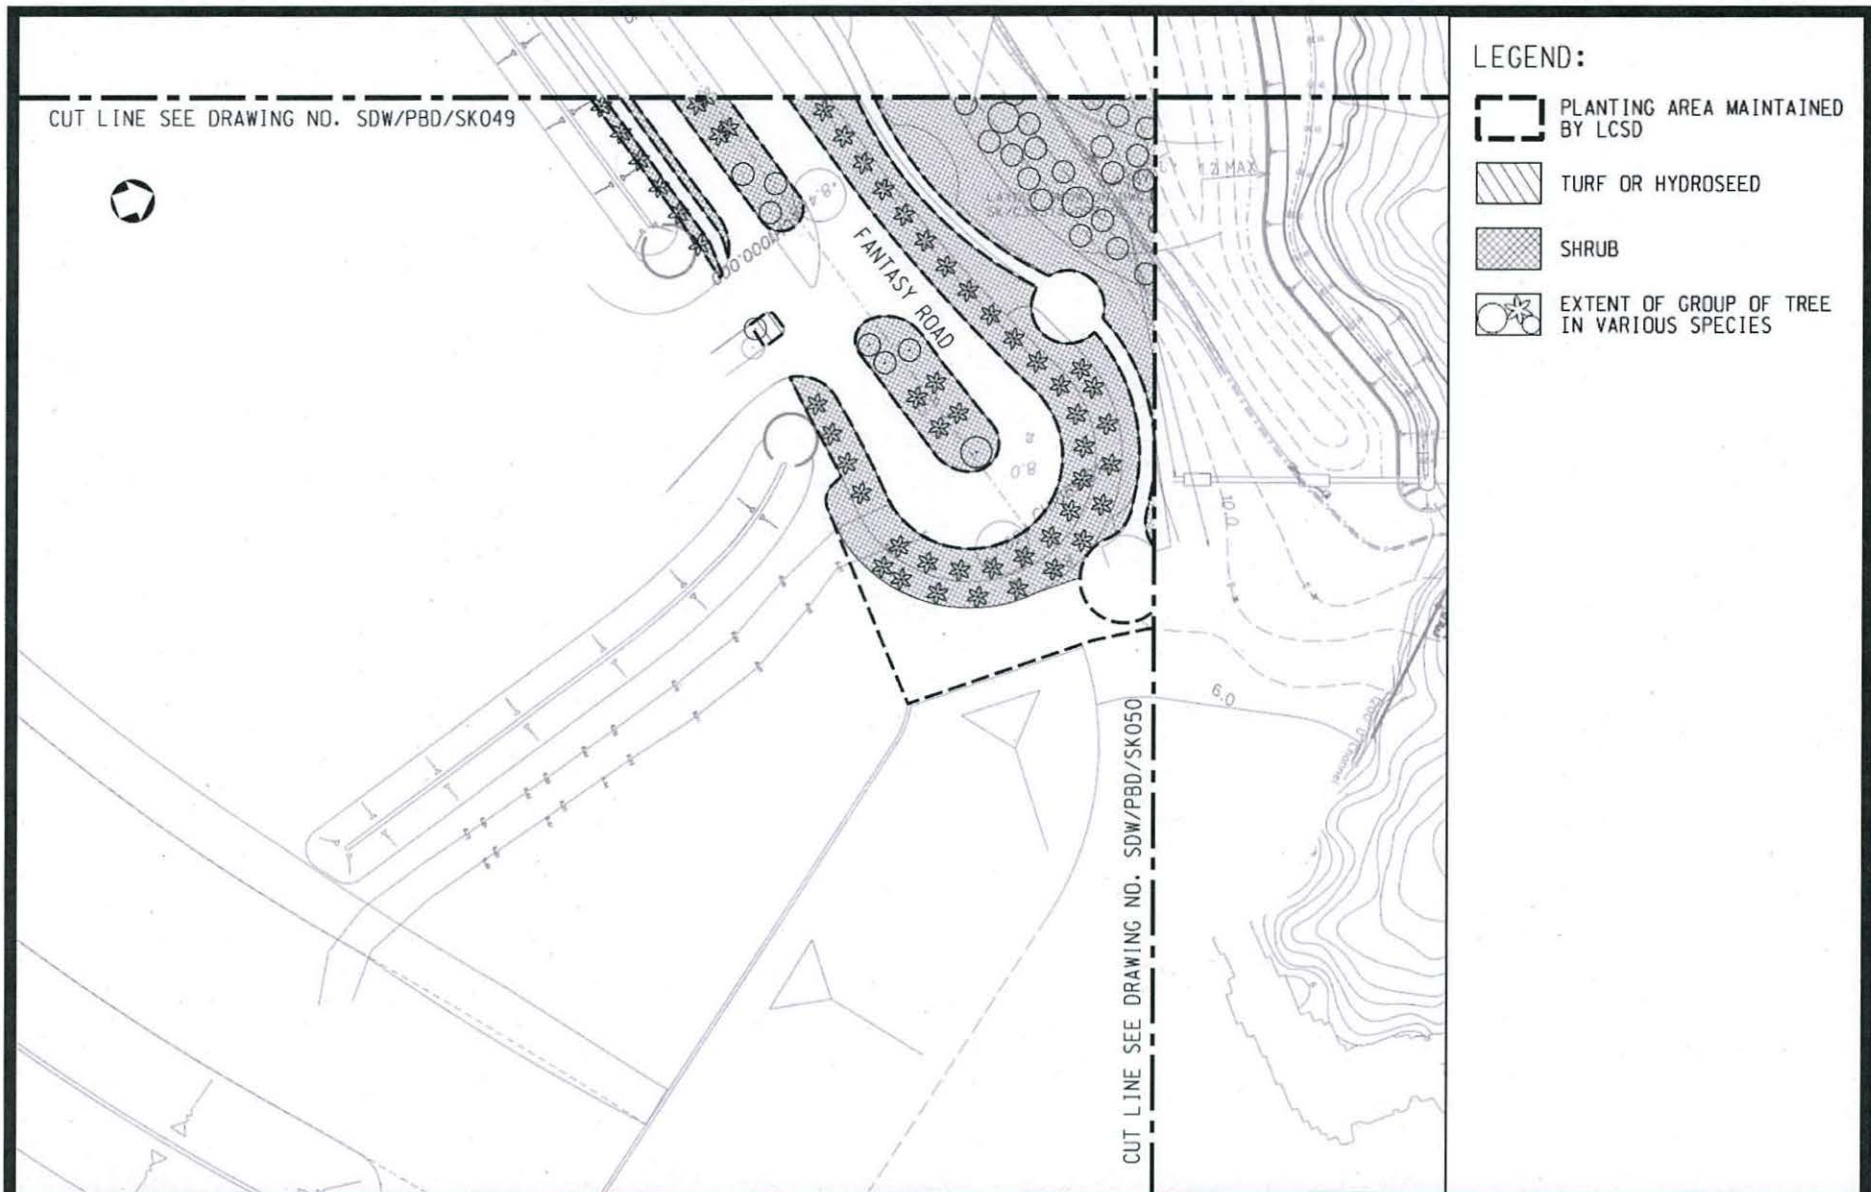 LEGEND:
PLANTING AREA MAINTAINED
BY LCSD
TURF OR HYDROSEED
SHRUB
EXTENT OF GROUP OF TREE
IN VARIOUS SPECIES
CUT LINE SEE DRAWING NO. SDW/PBD/SK049
FANTASY ROAD
8.0
10.0
6.0
CUT LINE SEE DRAWING NO. SDW/PBD/SK050